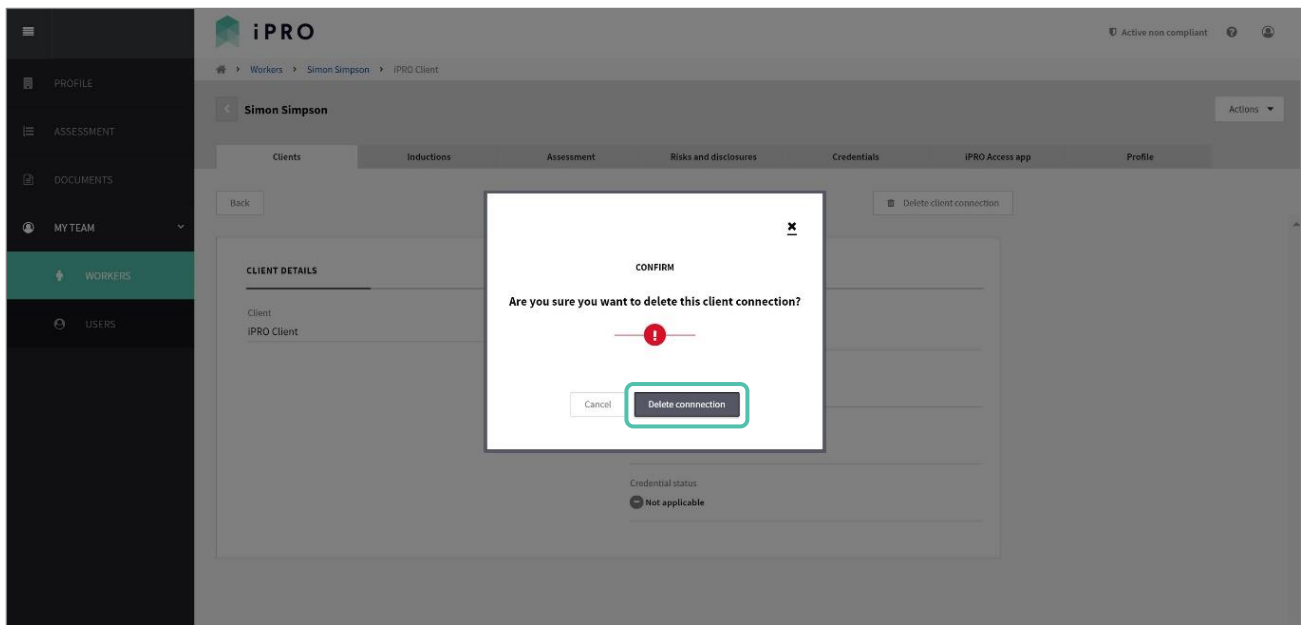 iPRO
Active non compliant
Workers > Simon Simpson > iPRO Client
PROFILE
ASSESSMENT
DOCUMENTS
MY TEAM
WORKERS
USERS
Simon Simpson
Actions
Clients
Inductions
Assessment
Risks and disclosures
Credentials
iPRO Access app
Profile
Back
Delete client connection
CLIENT DETAILS
Client
iPRO Client
CONFIRM
Are you sure you want to delete this client connection?
Cancel
Delete connnection
Credential status
Not applicable